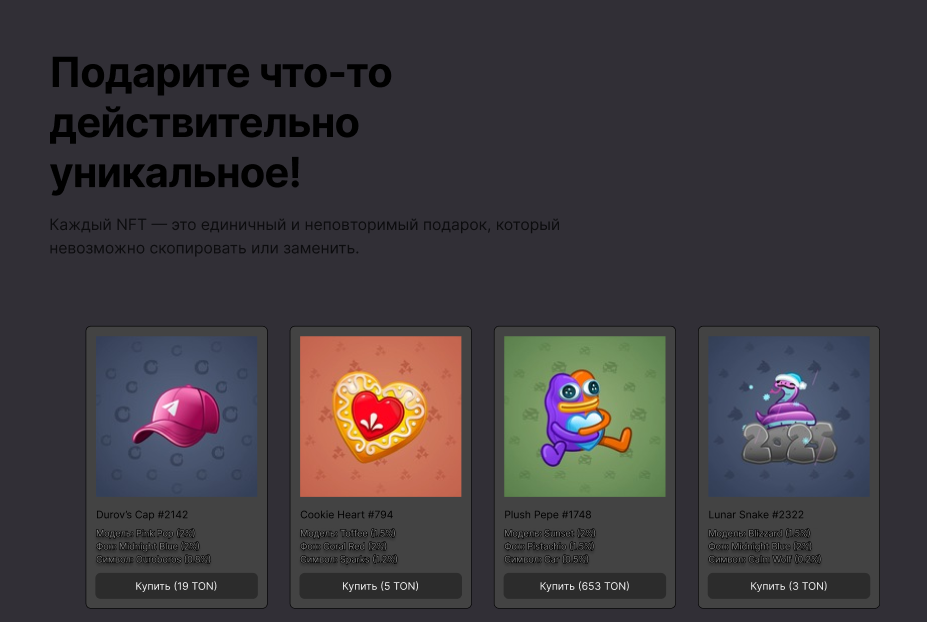 Подарите что-то
действительно
уникальное!
Каждый NFT — это единичный и неповторимый подарок, который
невозможно скопировать или заменить.
2025
Durov's Cap #2142
Модель: Pink Pop (2%)
Фон: Midnight Blue (2%)
Символ: Ouroboros (0.5%)
Купить (19 TON)
Cookie Heart #794
Модель: Toffee (1.5%)
Фон: Coral Red (2%)
Символ: Sparks (1.2%)
Купить (5 TON)
Plush Pepe #1748
Модель: Sunset (2%)
Фон: Pistachio (1.5%)
Символ: Car (0.5%)
Купить (653 TON)
Lunar Snake #2322
Модель: Blizzard (1.5%)
Фон: Midnight Blue (2%)
Символ: Wolf (0.2%)
Купить (3 TON)